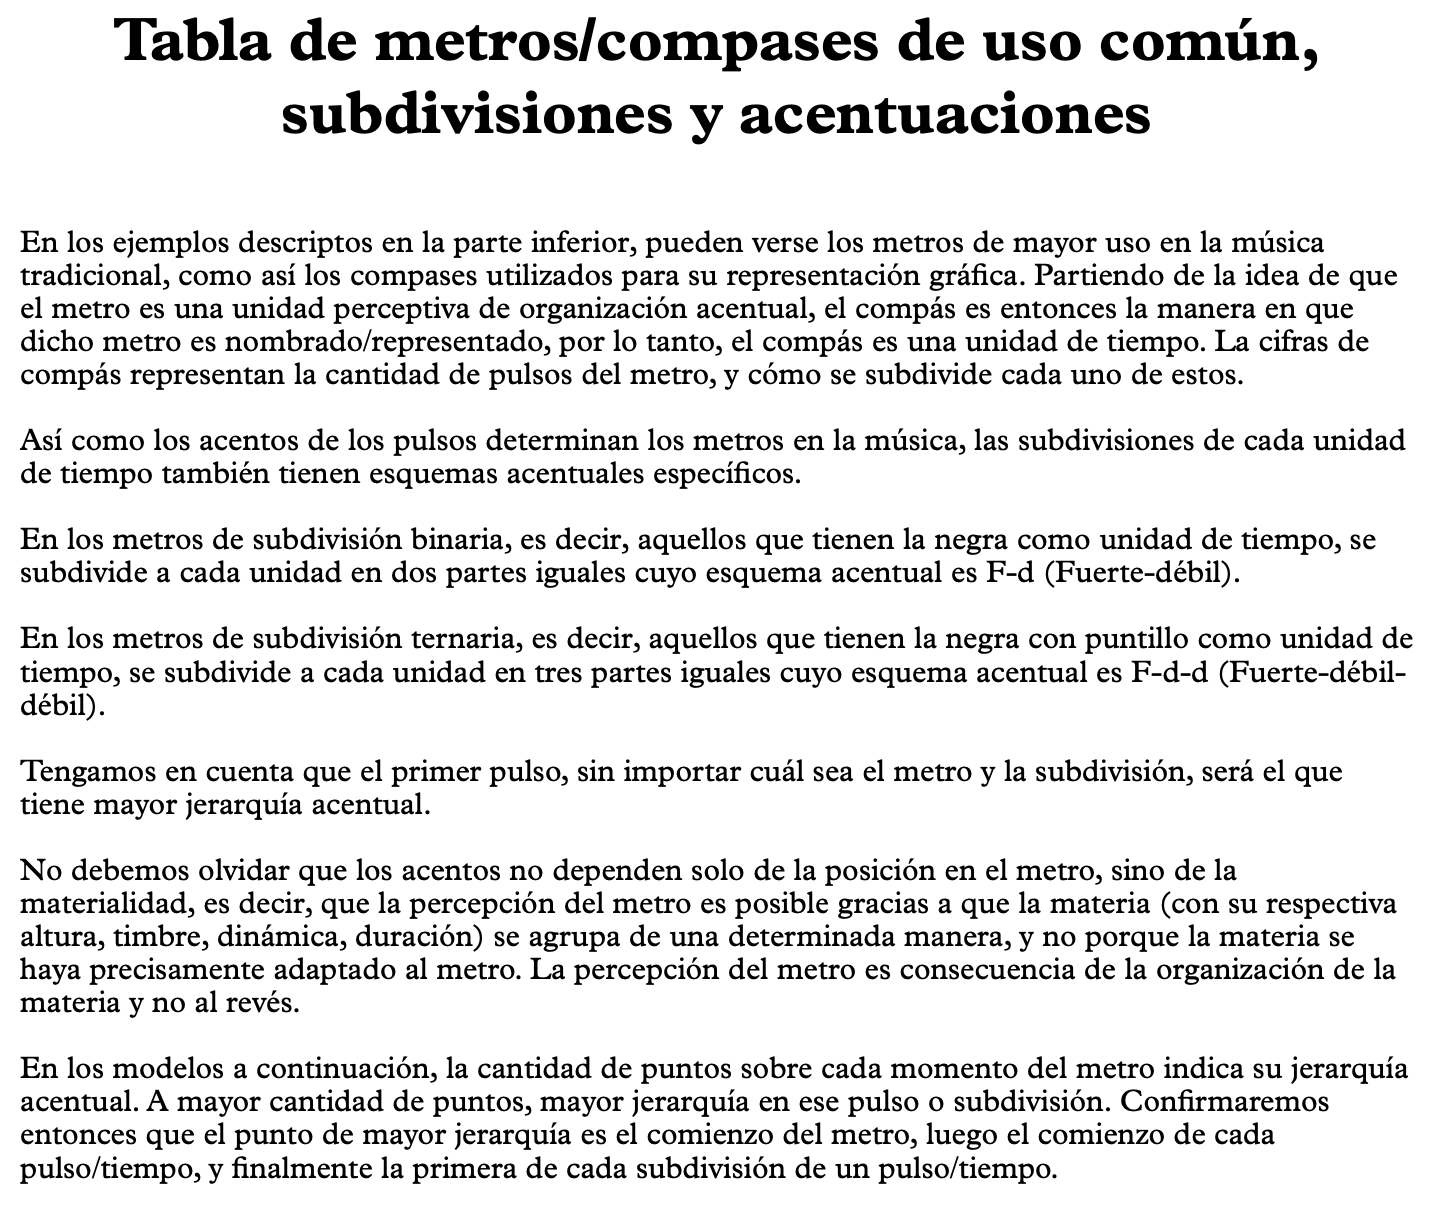 Tabla de metros/compases de uso común,
subdivisiones y acentuaciones
En los ejemplos descriptos en la parte inferior, pueden verse los metros de mayor uso en la música
tradicional, como así los compases utilizados para su representación gráfica. Partiendo de la idea de que
el metro es una unidad perceptiva de organización acentual, el compás es entonces la manera en que
dicho metro es nombrado/representado, por lo tanto, el compás es una unidad de tiempo. La cifras de
compás representan la cantidad de pulsos del metro, y cómo se subdivide cada uno de estos.
Así como los acentos de los pulsos determinan los metros en la música, las subdivisiones de cada unidad
de tiempo también tienen esquemas acentuales específicos.
En los metros de subdivisión binaria, es decir, aquellos que tienen la negra como unidad de tiempo, se
subdivide a cada unidad en dos partes iguales cuyo esquema acentual es F-d (Fuerte-débil).
En los metros de subdivisión ternaria, es decir, aquellos que tienen la negra con puntillo como unidad de
tiempo, se subdivide a cada unidad en tres partes iguales cuyo esquema acentual es F-d-d (Fuerte-débil-
débil).
Tengamos en cuenta que el primer pulso, sin importar cuál sea el metro y la subdivisión, será el que
tiene mayor jerarquía acentual.
No debemos olvidar que los acentos no dependen solo de la posición en el metro, sino de la
materialidad, es decir, que la percepción del metro es posible gracias a que la materia (con su respectiva
altura, timbre, dinámica, duración) se agrupa de una determinada manera, y no porque la materia se
haya precisamente adaptado al metro. La percepción del metro es consecuencia de la organización de la
materia y no al revés.
En los modelos a continuación, la cantidad de puntos sobre cada momento del metro indica su jerarquía
acentual. A mayor cantidad de puntos, mayor jerarquía en ese pulso o subdivisión. Confirmaremos
entonces que el punto de mayor jerarquía es el comienzo del metro, luego el comienzo de cada
pulso/tiempo, y finalmente la primera de cada subdivisión de un pulso/tiempo.